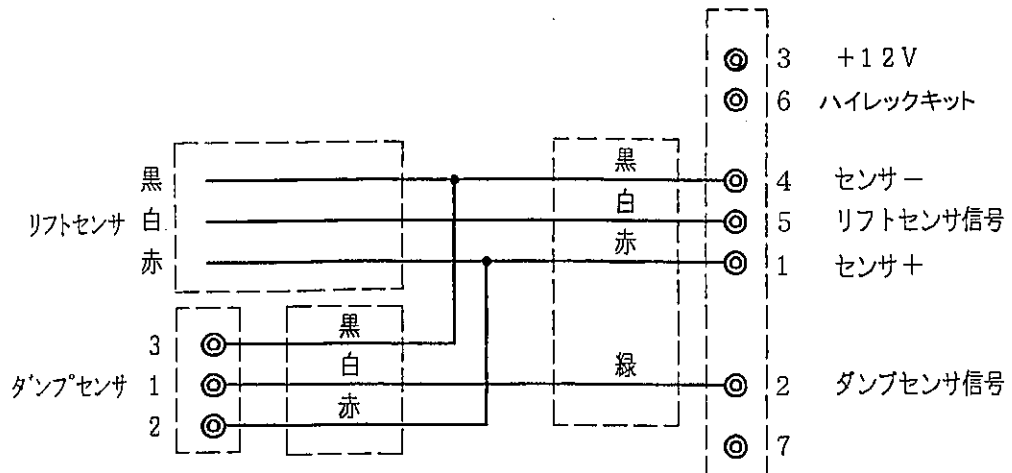 3 +12V
6 ハイレックキット
黒 黒 4 センサー
リフトセンサ 白 白 5 リフトセンサ信号
赤 赤 1 センサ+
3 黒
ダンプセンサ 1 白 緑 2 ダンプセンサ信号
2 赤
7